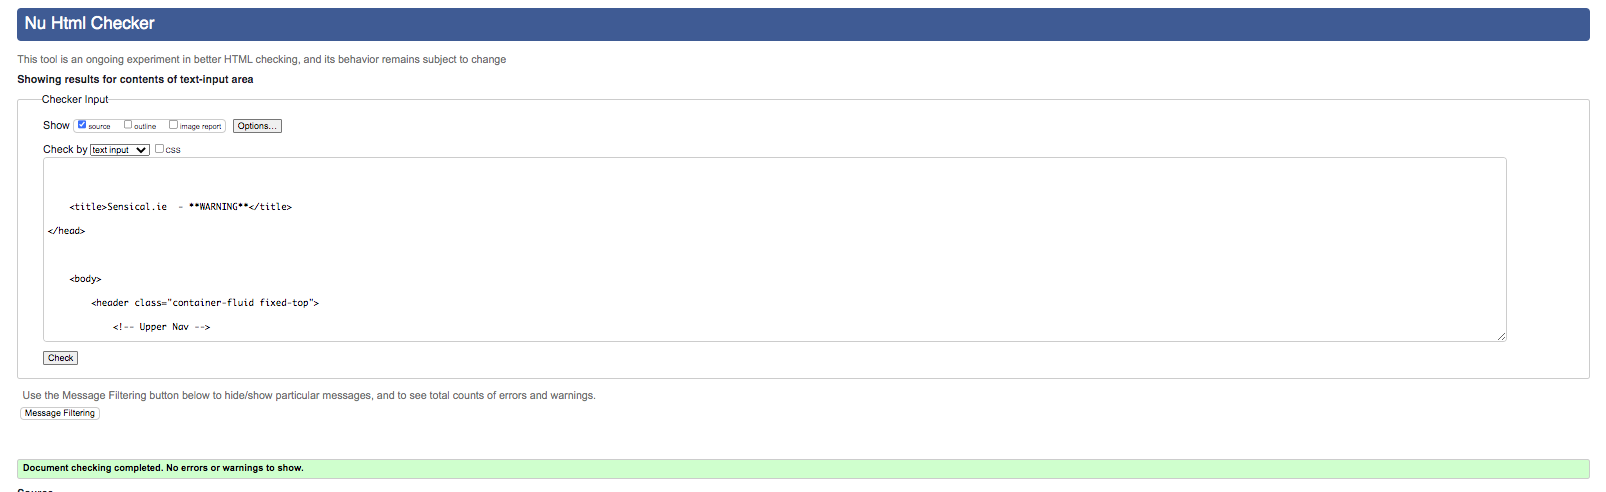 Nu Html Checker
This tool is an ongoing experiment in better HTML checking, and its behavior remains subject to change
Showing results for contents of text-input area
Checker Input
Show source outline image report Options...
Check by text input css
<title>Sensical.ie  - **WARNING**</title>
</head>
<body>
<header class="container-fluid fixed-top">
<!-- Upper Nav -->
Check
Use the Message Filtering button below to hide/show particular messages, and to see total counts of errors and warnings.
Message Filtering
Document checking completed. No errors or warnings to show.